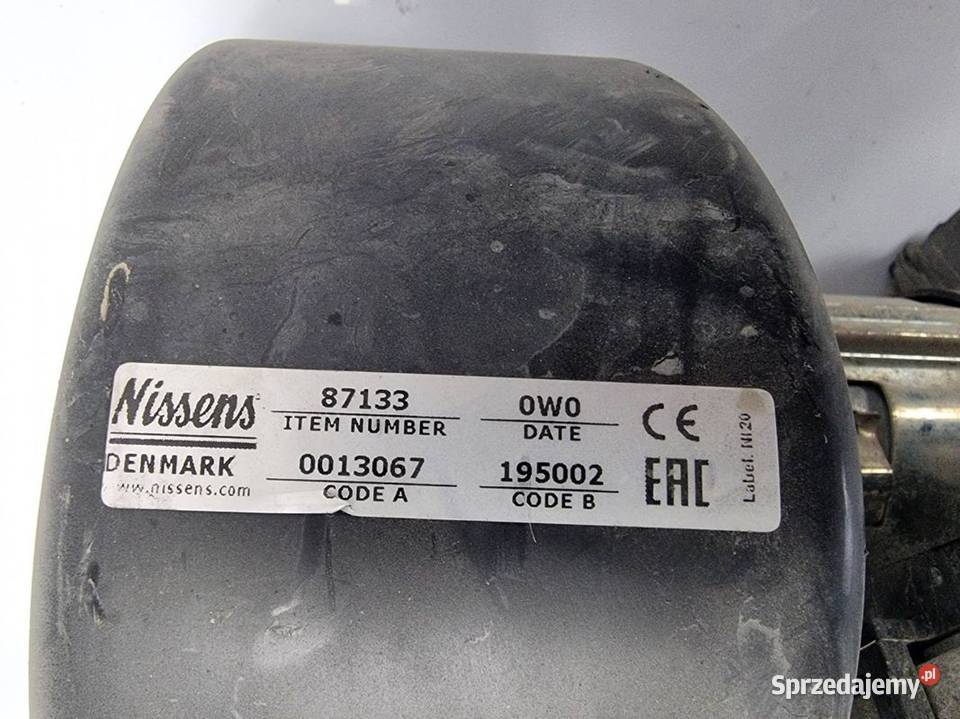 Nissens
87133
ITEM NUMBER
0W0
DATE
CE
DENMARK
www.nissens.com
0013067
CODE A
195002
CODE B
EAC
Label. NI20
Sprzedajemy.pl